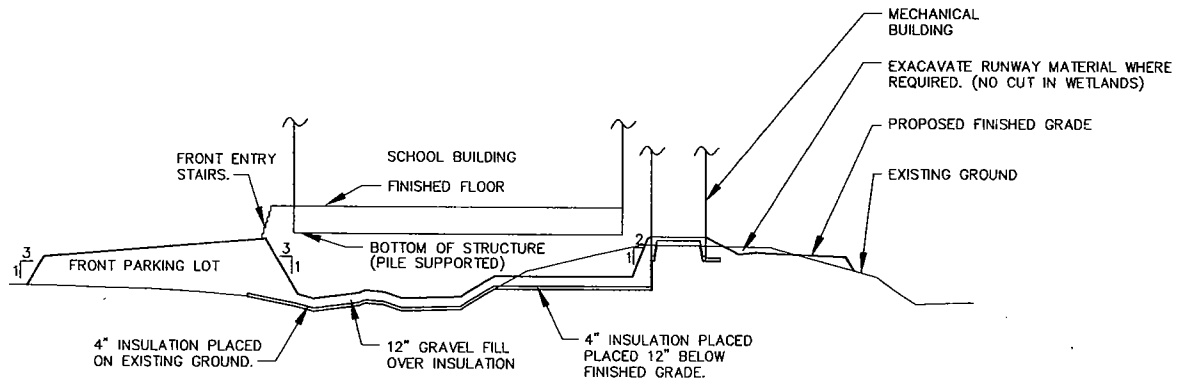 MECHANICAL
BUILDING
EXACAVATE RUNWAY MATERIAL WHERE
REQUIRED. (NO CUT IN WETLANDS)
PROPOSED FINISHED GRADE
EXISTING GROUND
FRONT ENTRY
STAIRS.
SCHOOL BUILDING
FINISHED FLOOR
BOTTOM OF STRUCTURE
(PILE SUPPORTED)
3
1
FRONT PARKING LOT
3
1
2
1
4" INSULATION PLACED
ON EXISTING GROUND.
12" GRAVEL FILL
OVER INSULATION
4" INSULATION PLACED
PLACED 12" BELOW
FINISHED GRADE.